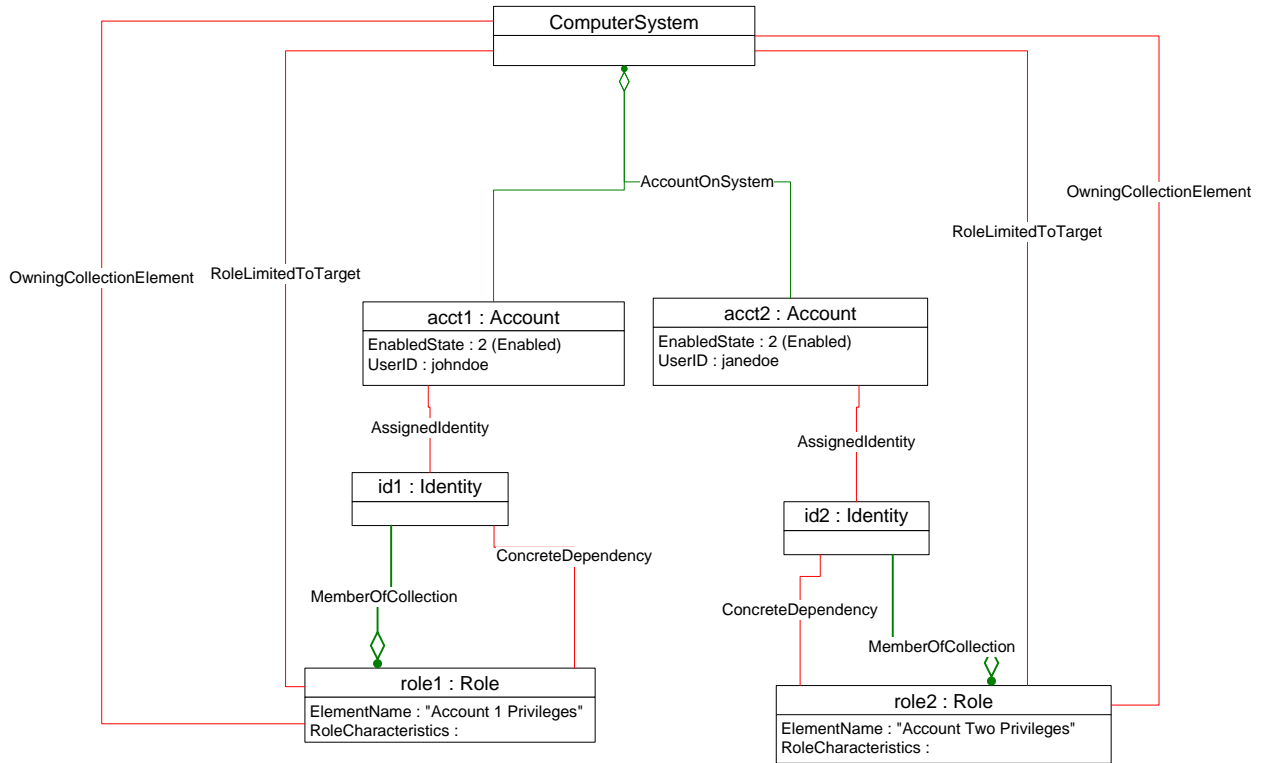 ComputerSystem
AccountOnSystem
OwningCollectionElement
RoleLimitedToTarget
OwningCollectionElement
RoleLimitedToTarget
acct1 : Account
EnabledState : 2 (Enabled)
UserID : johndoe
acct2 : Account
EnabledState : 2 (Enabled)
UserID : janedoe
AssignedIdentity
AssignedIdentity
id1 : Identity
id2 : Identity
ConcreteDependency
MemberOfCollection
ConcreteDependency
MemberOfCollection
role1 : Role
ElementName : "Account 1 Privileges"
RoleCharacteristics :
role2 : Role
ElementName : "Account Two Privileges"
RoleCharacteristics :